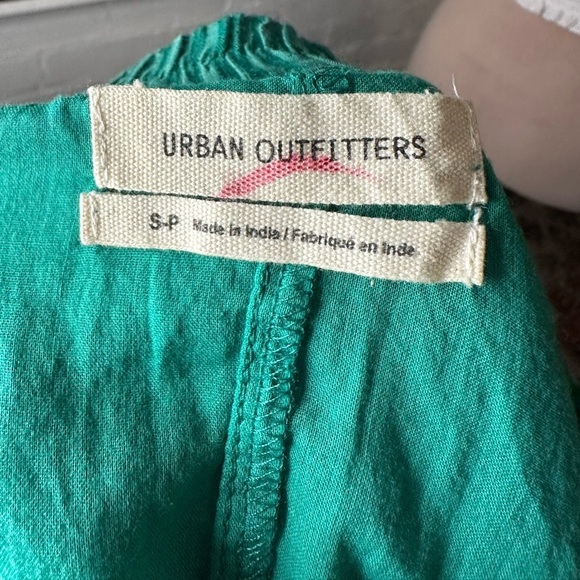 URBAN OUTFITTERS
S-P Made in India / Fabriqué en Inde